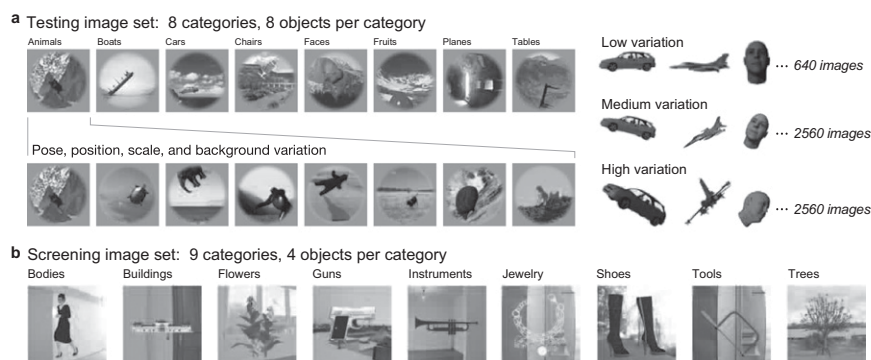 a Testing image set: 8 categories, 8 objects per category
Animals Boats Cars Chairs Faces Fruits Planes Tables
Pose, position, scale, and background variation
Low variation
... 640 images
Medium variation
... 2560 images
High variation
... 2560 images
b Screening image set: 9 categories, 4 objects per category
Bodies Buildings Flowers Guns Instruments Jewelry Shoes Tools Trees